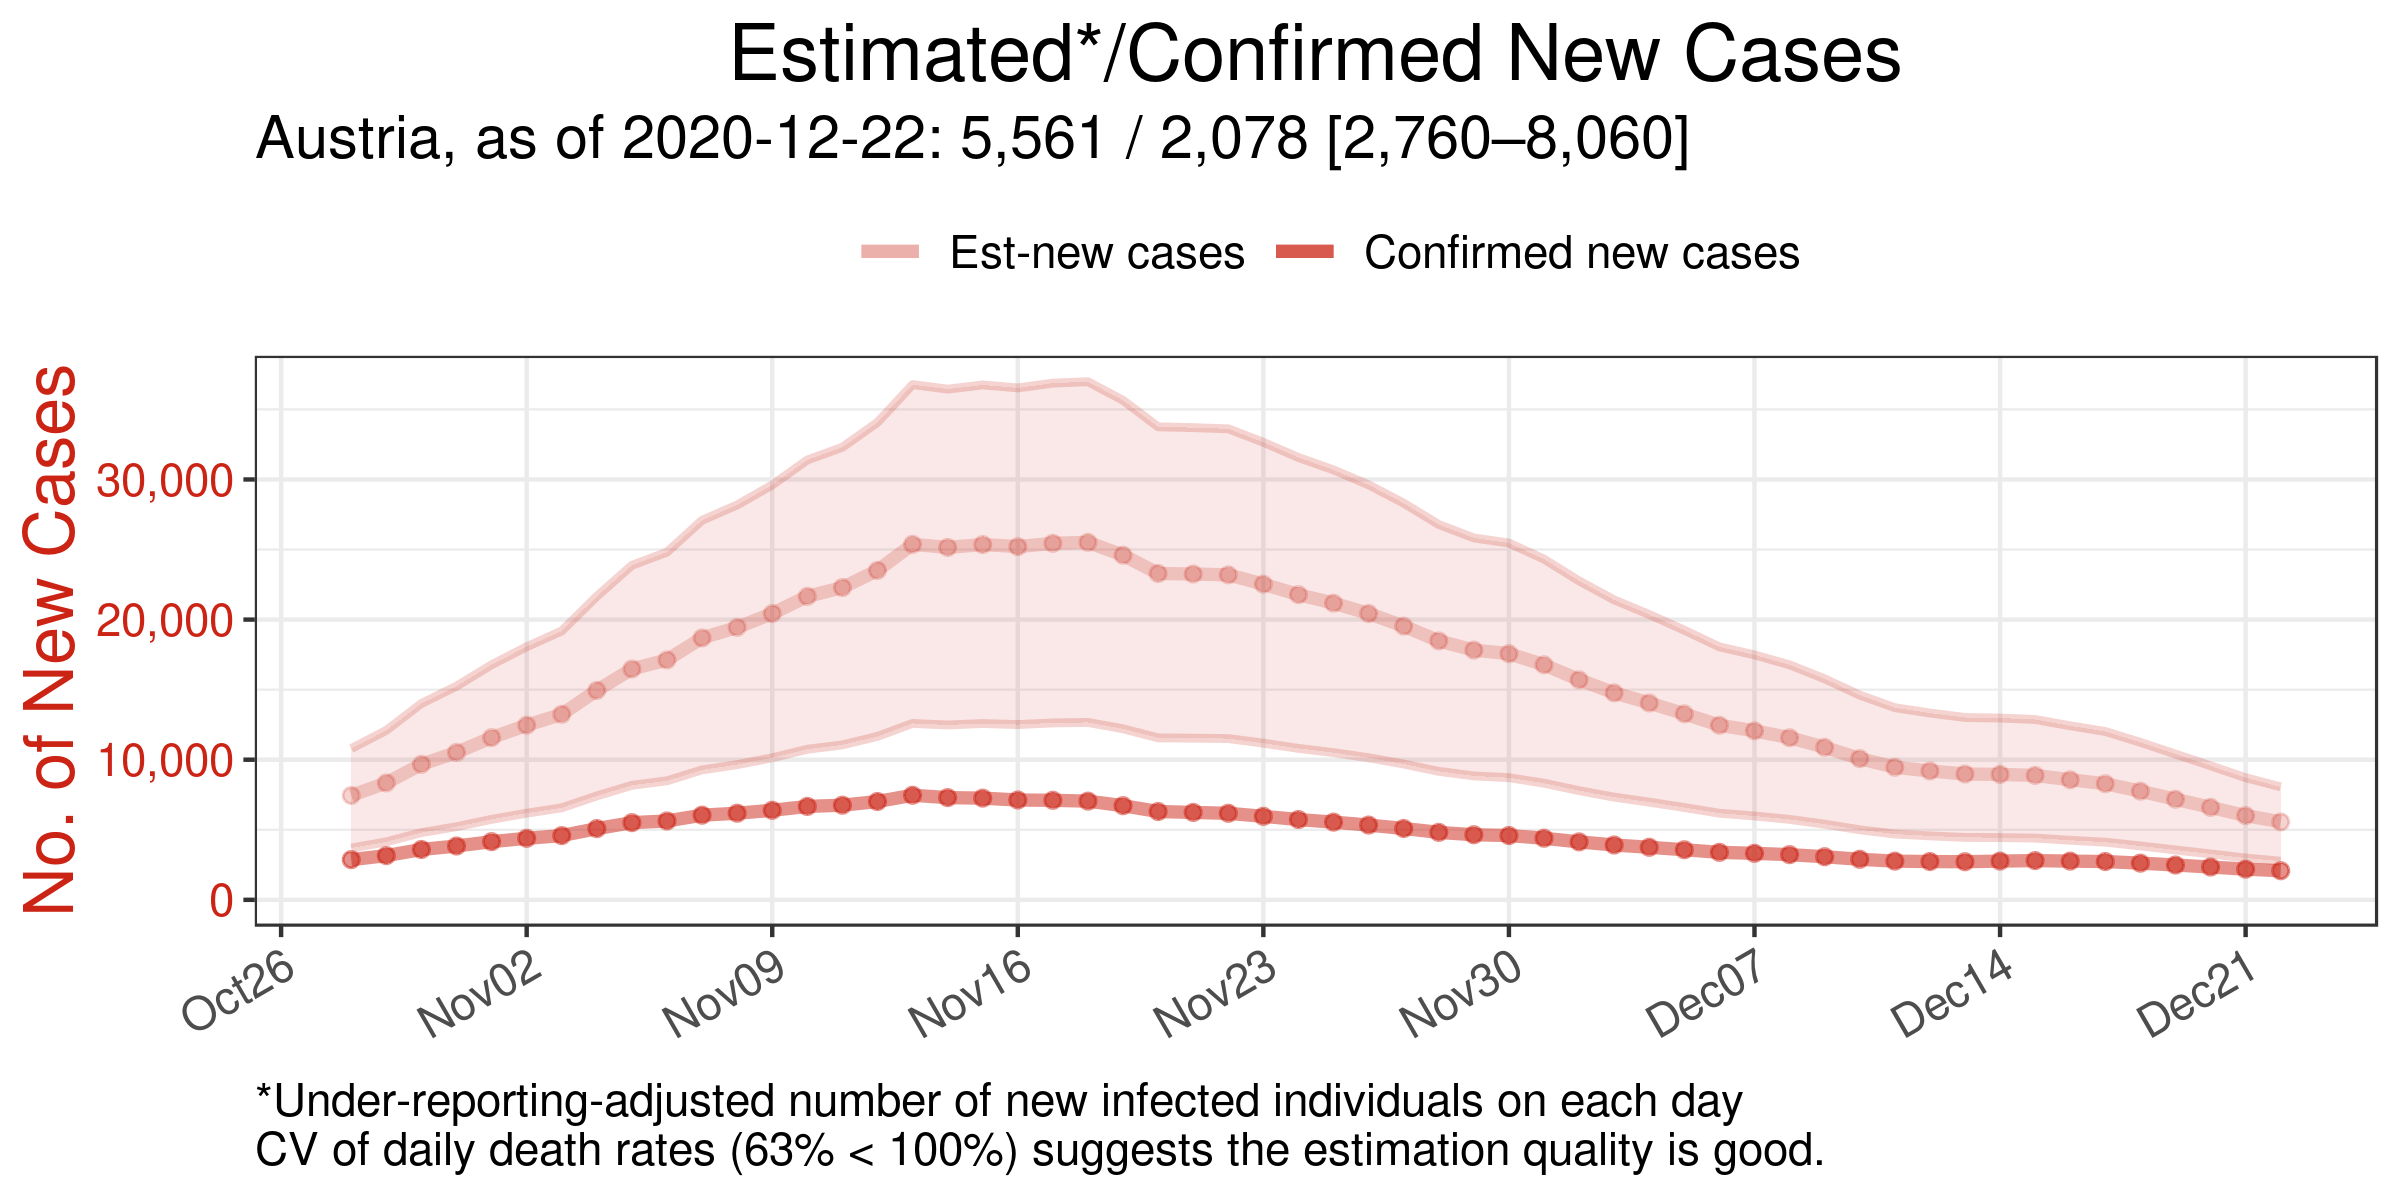 Estimated*/Confirmed New Cases
Austria, as of 2020-12-22: 5,561 / 2,078 [2,760–8,060]
Est-new cases
Confirmed new cases
No. of New Cases
30,000
20,000
10,000
0
Oct26
Nov02
Nov09
Nov16
Nov23
Nov30
Dec07
Dec14
Dec21
*Under-reporting-adjusted number of new infected individuals on each day
CV of daily death rates (63% < 100%) suggests the estimation quality is good.